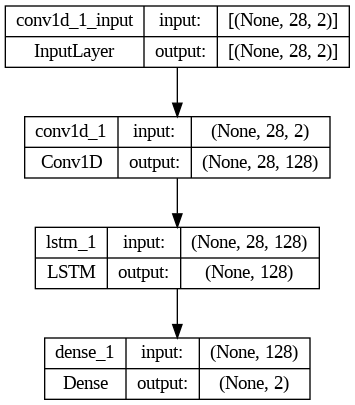 conv1d_1_input input: [(None, 28, 2)]
InputLayer output: [(None, 28, 2)]
conv1d_1 input: (None, 28, 2)
Conv1D output: (None, 28, 128)
lstm_1 input: (None, 28, 128)
LSTM output: (None, 128)
dense_1 input: (None, 128)
Dense output: (None, 2)